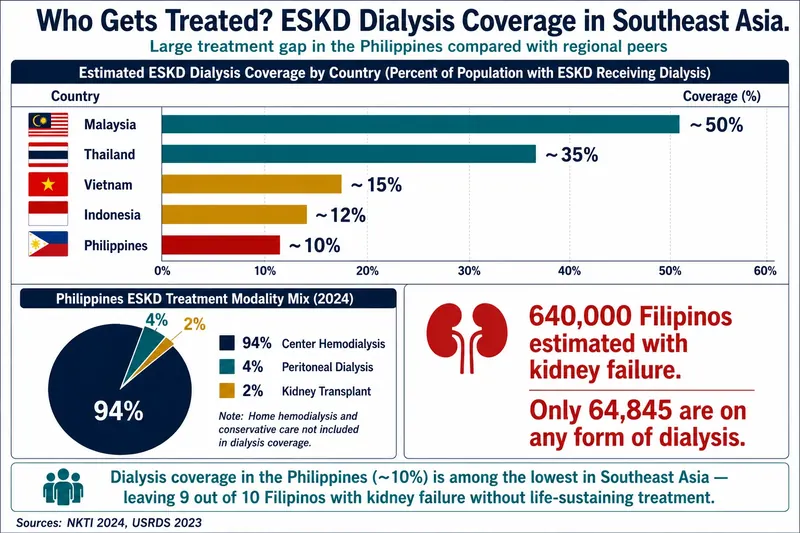 Who Gets Treated? ESKD Dialysis Coverage in Southeast Asia.
Large treatment gap in the Philippines compared with regional peers
Estimated ESKD Dialysis Coverage by Country (Percent of Population with ESKD Receiving Dialysis)
Country
Coverage (%)
Malaysia
~50%
Thailand
~35%
Vietnam
~15%
Indonesia
~12%
Philippines
~10%
0% 10% 20% 30% 40% 50% 60%
Philippines ESKD Treatment Modality Mix (2024)
4%
2%
94%
94% Center Hemodialysis
4% Peritoneal Dialysis
2% Kidney Transplant
Note: Home hemodialysis and
conservative care not included
in dialysis coverage.
640,000 Filipinos
estimated with
kidney failure.
Only 64,845 are on
any form of dialysis.
Dialysis coverage in the Philippines (~10%) is among the lowest in Southeast Asia —
leaving 9 out of 10 Filipinos with kidney failure without life-sustaining treatment.
Sources: NKTI 2024, USRDS 2023